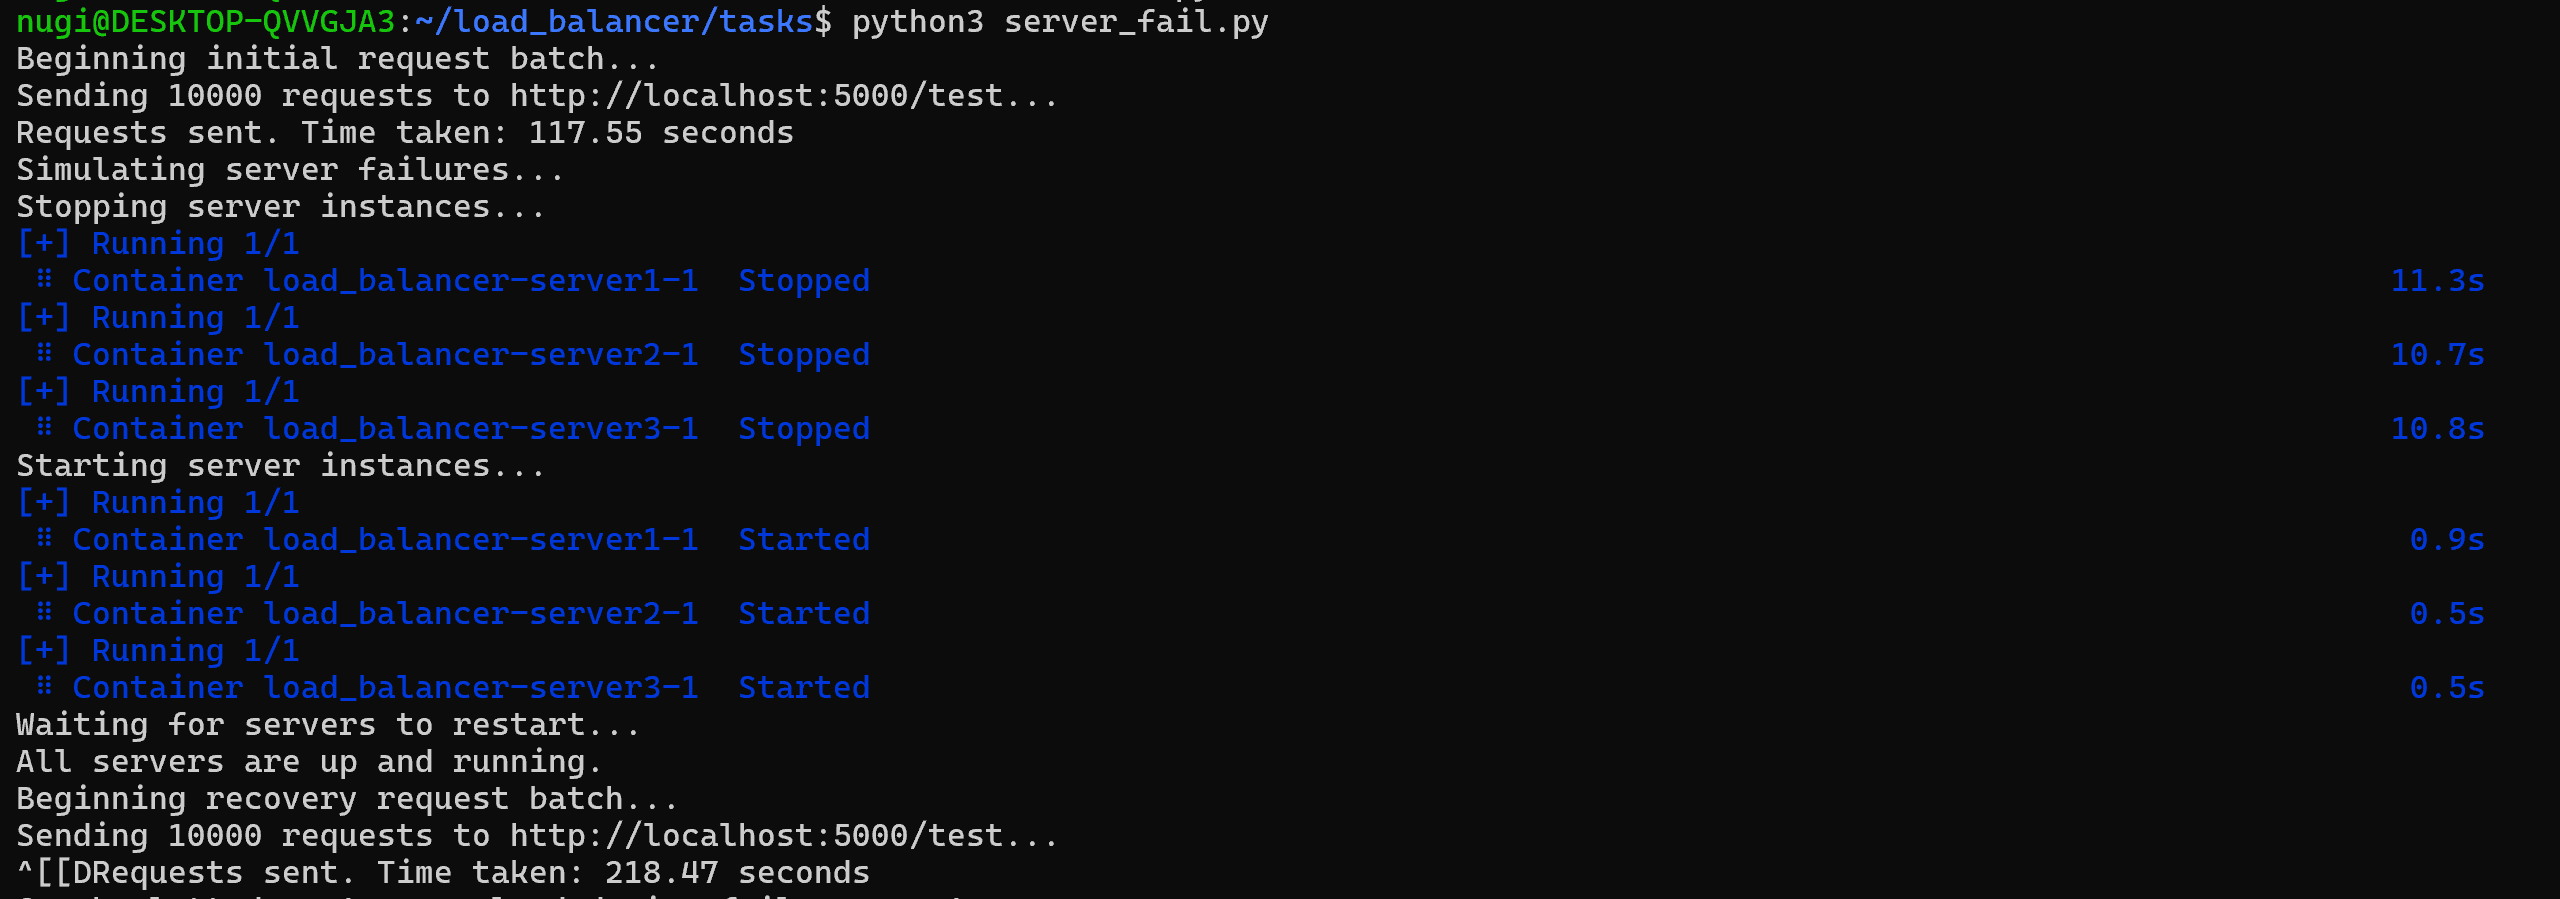 nugi@DESKTOP-QVVGJA3:~/load_balancer/tasks$ python3 server_fail.py
Beginning initial request batch...
Sending 10000 requests to http://localhost:5000/test...
Requests sent. Time taken: 117.55 seconds
Simulating server failures...
Stopping server instances...
[+] Running 1/1
⠿ Container load_balancer-server1-1  Stopped 11.3s
[+] Running 1/1
⠿ Container load_balancer-server2-1  Stopped 10.7s
[+] Running 1/1
⠿ Container load_balancer-server3-1  Stopped 10.8s
Starting server instances...
[+] Running 1/1
⠿ Container load_balancer-server1-1  Started 0.9s
[+] Running 1/1
⠿ Container load_balancer-server2-1  Started 0.5s
[+] Running 1/1
⠿ Container load_balancer-server3-1  Started 0.5s
Waiting for servers to restart...
All servers are up and running.
Beginning recovery request batch...
Sending 10000 requests to http://localhost:5000/test...
^[[DRequests sent. Time taken: 218.47 seconds